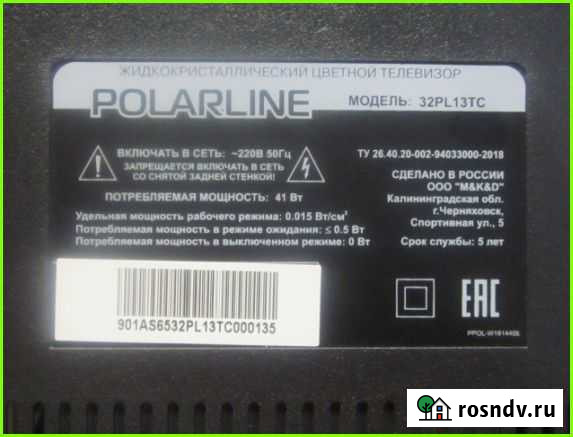 ЖИДКОКРИСТАЛЛИЧЕСКИЙ ЦВЕТНОЙ ТЕЛЕВИЗОР
POLARLINE
МОДЕЛЬ: 32PL13TC
ВКЛЮЧАТЬ В СЕТЬ: ~220В 50Гц
ЗАПРЕЩАЕТСЯ ВКЛЮЧАТЬ В СЕТЬ
СО СНЯТОЙ ЗАДНЕЙ СТЕНКОЙ!
ПОТРЕБЛЯЕМАЯ МОЩНОСТЬ: 41 Вт
Удельная мощность рабочего режима: 0.015 Вт/см²
Потребляемая мощность в режиме ожидания: ≤ 0.5 Вт
Потребляемая мощность в выключенном режиме: 0 Вт
ТУ 26.40.20-002-94033000-2018
СДЕЛАНО В РОССИИ
ООО "M&K&D"
Калининградская обл.
г.Черняховск,
Спортивная ул., 5
Срок службы: 5 лет
901AS6532PL13TC000135
EAC
rosndv.ru